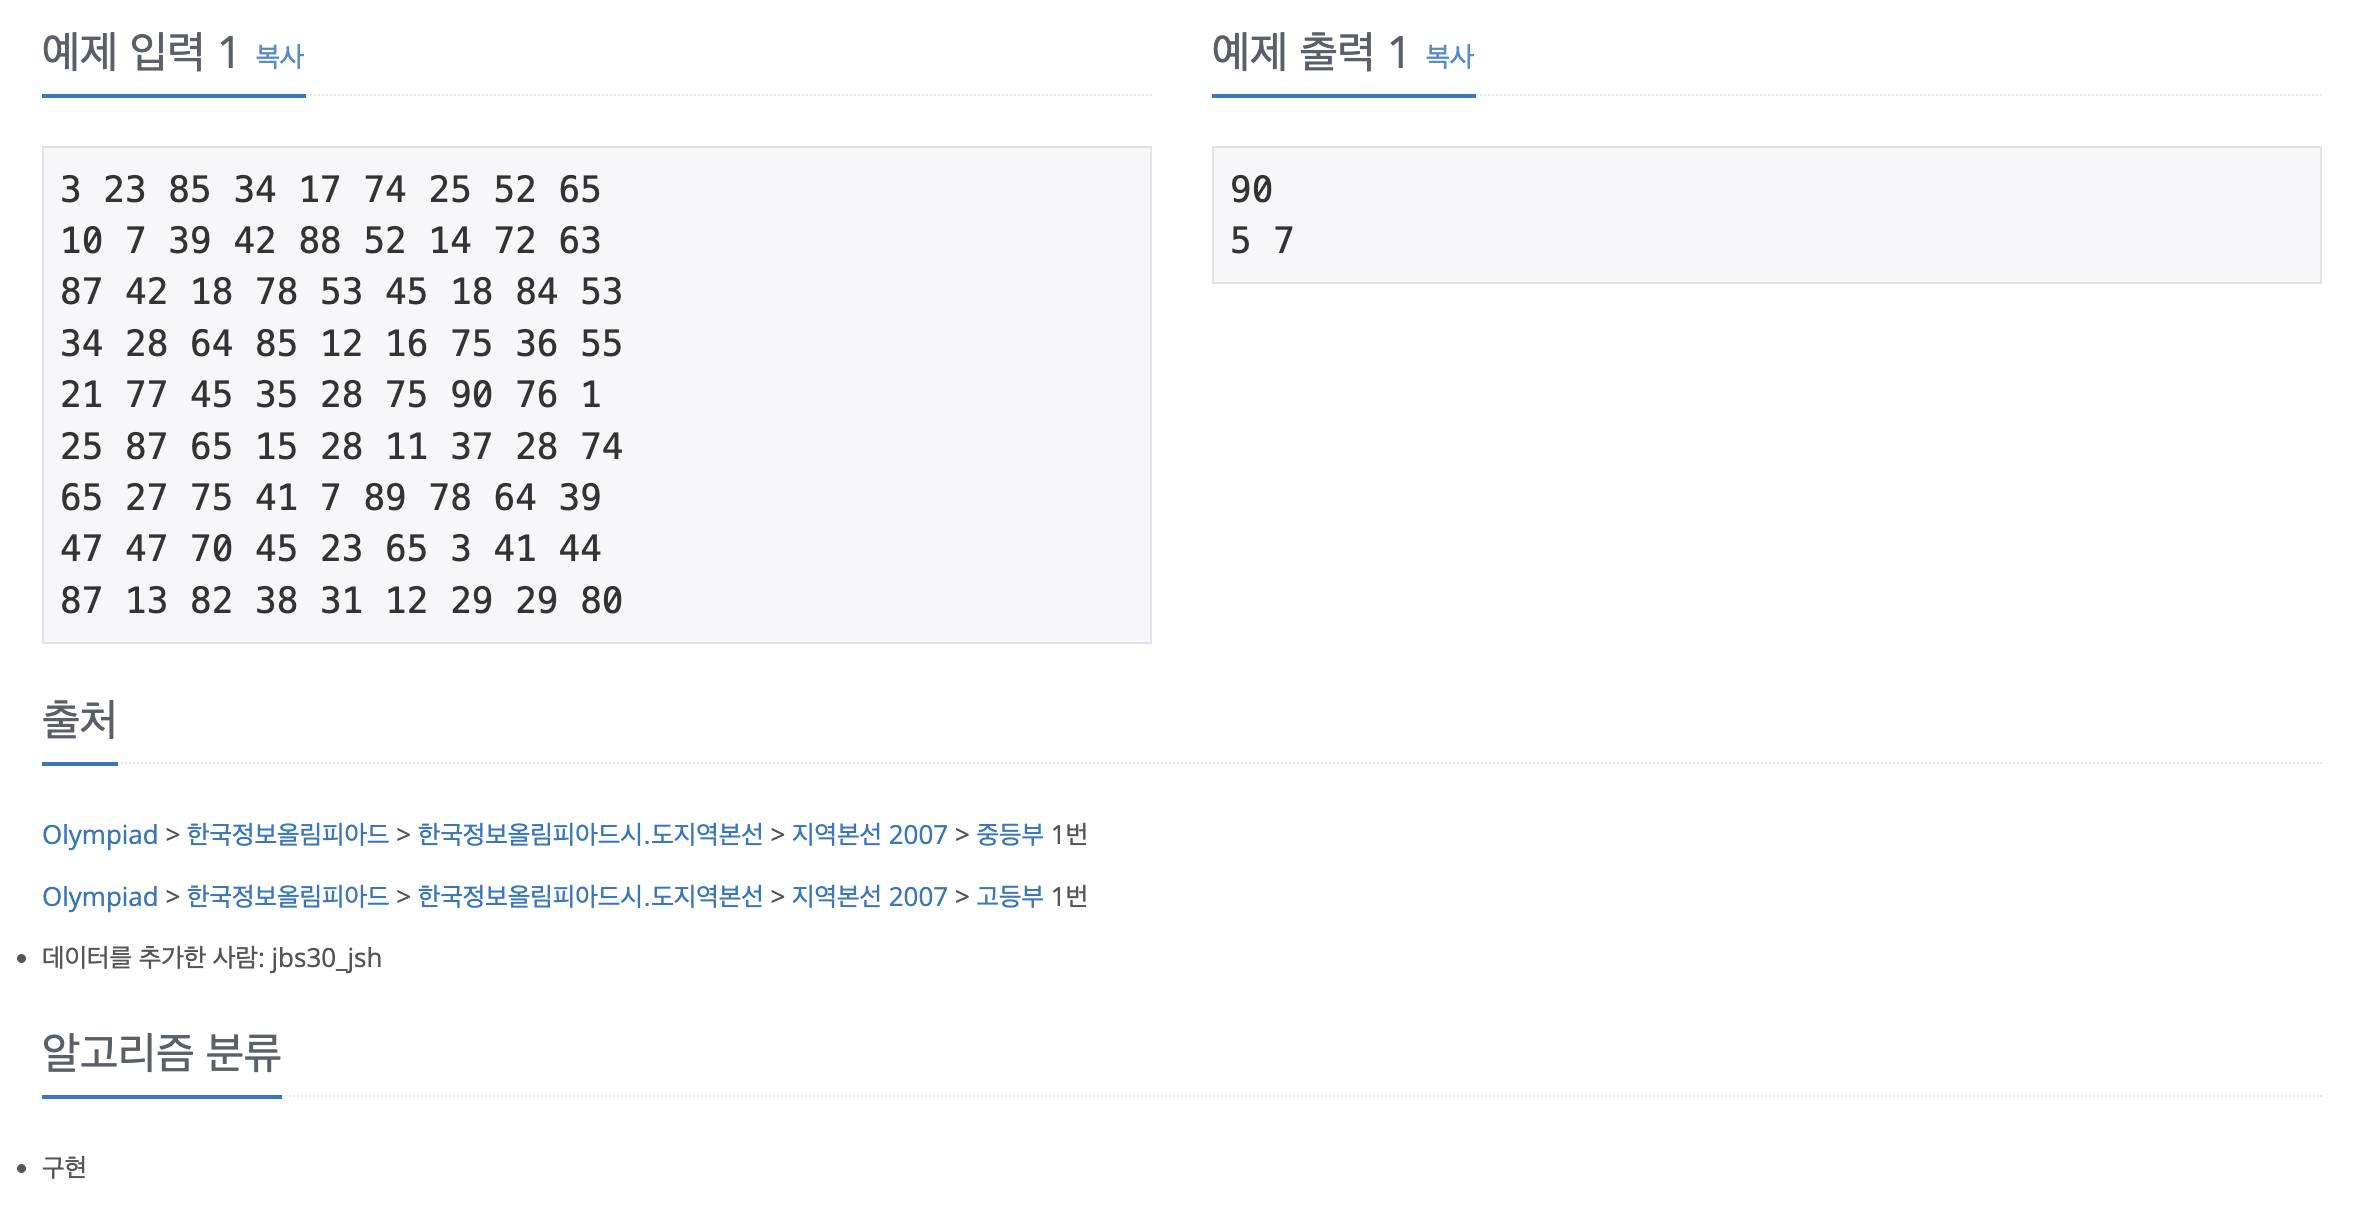 예제 입력 1 복사
3 23 85 34 17 74 25 52 65
10 7 39 42 88 52 14 72 63
87 42 18 78 53 45 18 84 53
34 28 64 85 12 16 75 36 55
21 77 45 35 28 75 90 76 1
25 87 65 15 28 11 37 28 74
65 27 75 41 7 89 78 64 39
47 47 70 45 23 65 3 41 44
87 13 82 38 31 12 29 29 80
예제 출력 1 복사
90
5 7
출처
Olympiad > 한국정보올림피아드 > 한국정보올림피아드시.도지역본선 > 지역본선 2007 > 중등부 1번
Olympiad > 한국정보올림피아드 > 한국정보올림피아드시.도지역본선 > 지역본선 2007 > 고등부 1번
• 데이터를 추가한 사람: jbs30_jsh
알고리즘 분류
• 구현